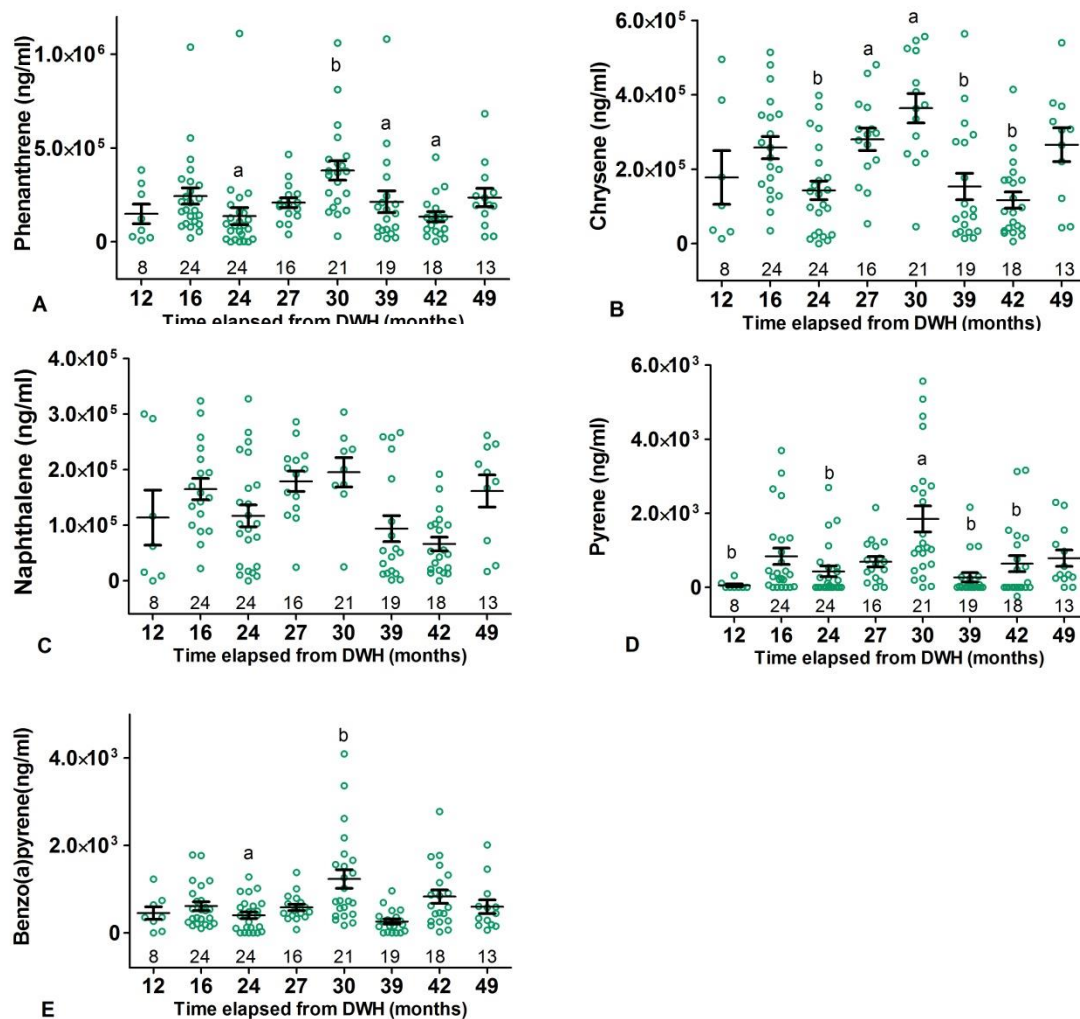 Phenanthrene (ng/ml)
1.0×10⁶
5.0×10⁵
0
a
b
a
a
8 24 24 16 21 19 18 13
12 16 24 27 30 39 42 49
A
Time elapsed from DWH (months)
Chrysene (ng/ml)
6.0×10⁵
4.0×10⁵
2.0×10⁵
0
b
a
a
b
b
8 24 24 16 21 19 18 13
12 16 24 27 30 39 42 49
B
Time elapsed from DWH (months)
Naphthalene (ng/ml)
4.0×10⁵
3.0×10⁵
2.0×10⁵
1.0×10⁵
0
8 24 24 16 21 19 18 13
12 16 24 27 30 39 42 49
C
Time elapsed from DWH (months)
Pyrene (ng/ml)
6.0×10³
4.0×10³
2.0×10³
0
b
b
a
b
b
8 24 24 16 21 19 18 13
12 16 24 27 30 39 42 49
D
Time elapsed from DWH (months)
Benzo(a)pyrene(ng/ml)
4.0×10³
2.0×10³
0
a
b
8 24 24 16 21 19 18 13
12 16 24 27 30 39 42 49
E
Time elapsed from DWH (months)